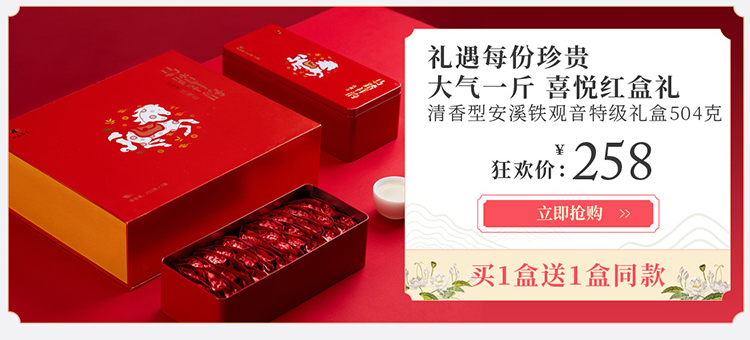 礼遇每份珍贵
大气一斤 喜悦红盒礼
清香型安溪铁观音特级礼盒504克
狂欢价:¥258
立即抢购 >>
买1盒送1盒同款